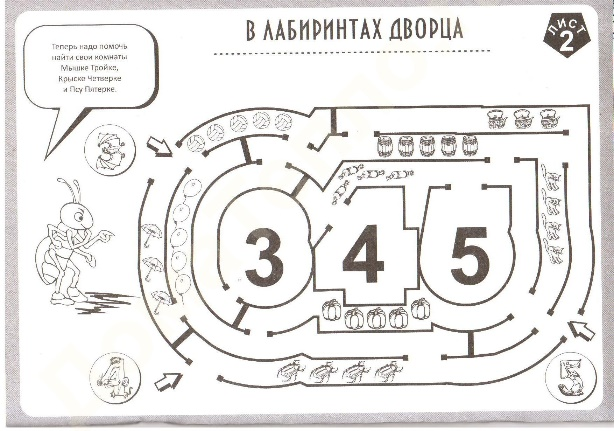 В ЛАБИРИНТАХ ДВОРЦА
ЛИСТ
2
Теперь надо помочь
найти свои комнаты
Мышке Тройке,
Крыске Четверке
и Псу Пятерке.
3 4 5